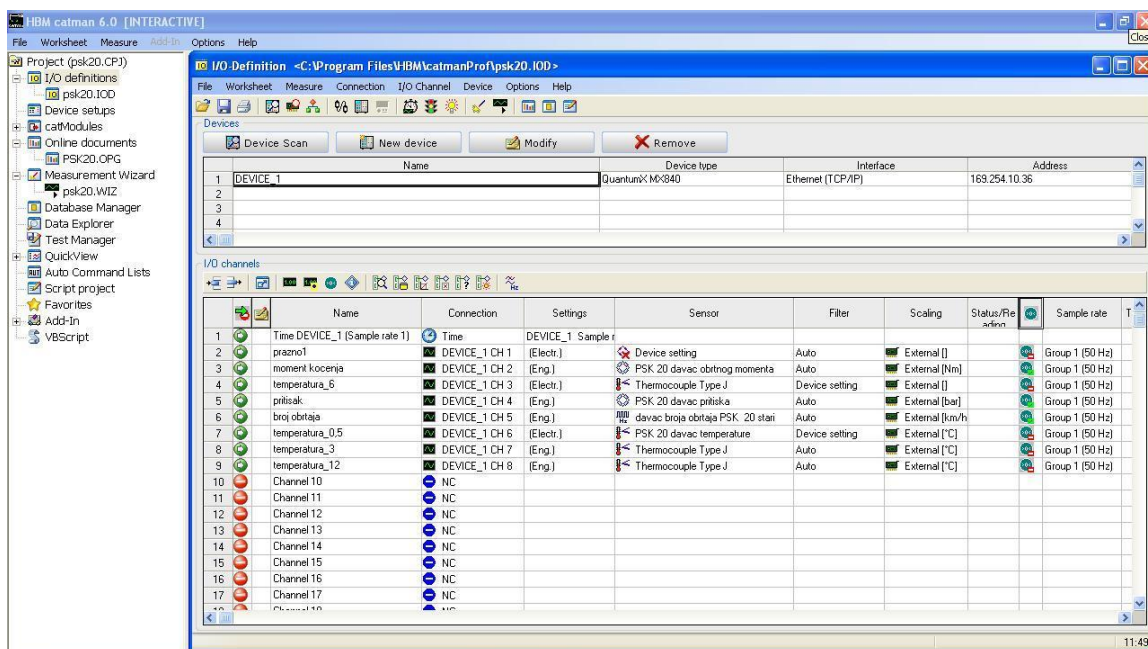 HBM catman 6.0 [INTERACTIVE]
File Worksheet Measure Add-In Options Help
Clos
Project (psk20.CPJ)
I/O definitions
psk20.IOD
Device setups
catModules
Online documents
PSK20.OPG
Measurement Wizard
psk20.WIZ
Database Manager
Data Explorer
Test Manager
QuickView
Auto Command Lists
Script project
Favorites
Add-In
VBScript
I/O-Definition <C:\Program Files\HBM\catmanProf\psk20.IOD>
File Worksheet Measure Connection I/O Channel Device Options Help
Devices
Device Scan New device Modify Remove
Name Device type Interface Address
1 DEVICE_1 QuantumX MX840 Ethernet (TCP/IP) 169.254.10.36
2
3
4
I/O channels
Name Connection Settings Sensor Filter Scaling Status/Reading Sample rate T
1 Time DEVICE_1 (Sample rate 1) Time DEVICE_1 Sample r
2 prazno1 DEVICE_1 CH 1 (Electr.) Device setting Auto External [] Group 1 (50 Hz)
3 moment kocenja DEVICE_1 CH 2 (Eng.) PSK 20 davac obrtnog momenta Auto External [Nm] Group 1 (50 Hz)
4 temperatura_6 DEVICE_1 CH 3 (Electr.) Thermocouple Type J Device setting External [] Group 1 (50 Hz)
5 pritisak DEVICE_1 CH 4 (Eng.) PSK 20 davac pritiska Auto External [bar] Group 1 (50 Hz)
6 broj obrtaja DEVICE_1 CH 5 (Eng.) davac broja obrtaja PSK 20 stari Auto External [km/h Group 1 (50 Hz)
7 temperatura_0,5 DEVICE_1 CH 6 (Electr.) PSK 20 davac temperature Device setting External [°C] Group 1 (50 Hz)
8 temperatura_3 DEVICE_1 CH 7 (Eng.) Thermocouple Type J Auto External [°C] Group 1 (50 Hz)
9 temperatura_12 DEVICE_1 CH 8 (Eng.) Thermocouple Type J Auto External [°C] Group 1 (50 Hz)
10 Channel 10 NC
11 Channel 11 NC
12 Channel 12 NC
13 Channel 13 NC
14 Channel 14 NC
15 Channel 15 NC
16 Channel 16 NC
17 Channel 17 NC
11:49